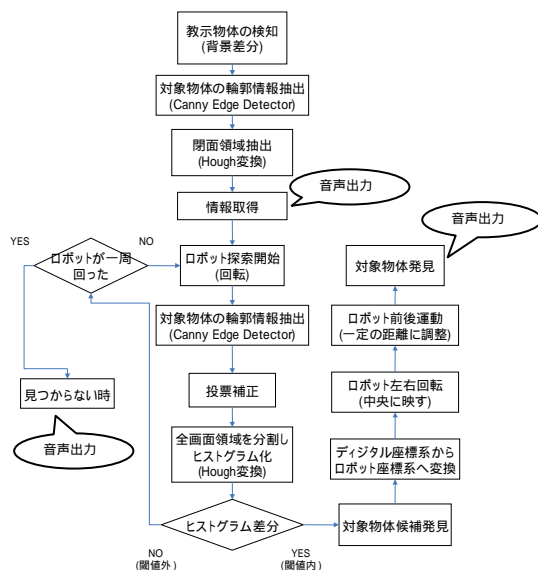 教示物体の検知
(背景差分)
対象物体の輪郭情報抽出
(Canny Edge Detector)
閉面領域抽出
(Hough変換)
音声出力
情報取得
音声出力
YES
ロボットが一周
回った
NO
ロボット探索開始
(回転)
対象物体発見
対象物体の輪郭情報抽出
(Canny Edge Detector)
ロボット前後運動
(一定の距離に調整)
見つからない時
投票補正
ロボット左右回転
(中央に映す)
音声出力
全画面領域を分割し
ヒストグラム化
(Hough変換)
ディジタル座標系から
ロボット座標系へ変換
ヒストグラム差分
対象物体候補発見
NO
(閾値外)
YES
(閾値内)